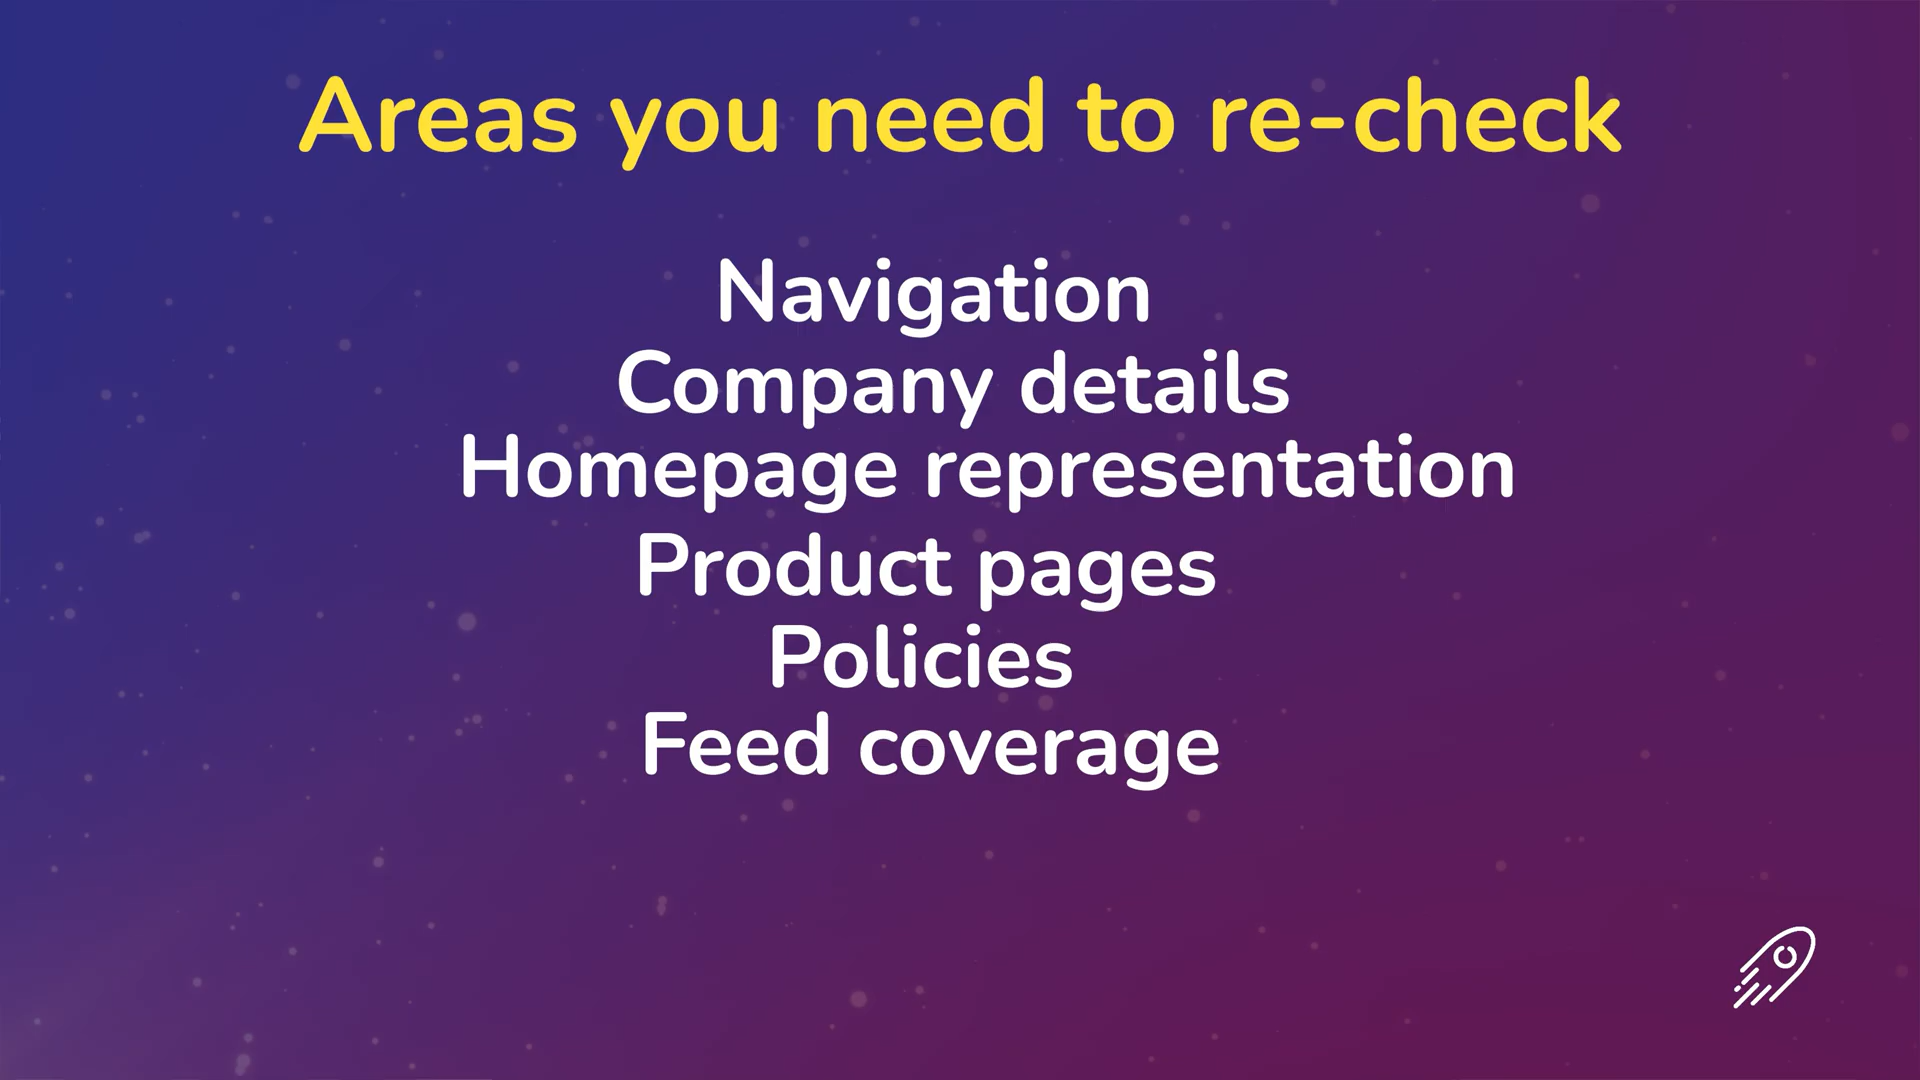 Areas you need to re-check
Navigation
Company details
Homepage representation
Product pages
Policies
Feed coverage